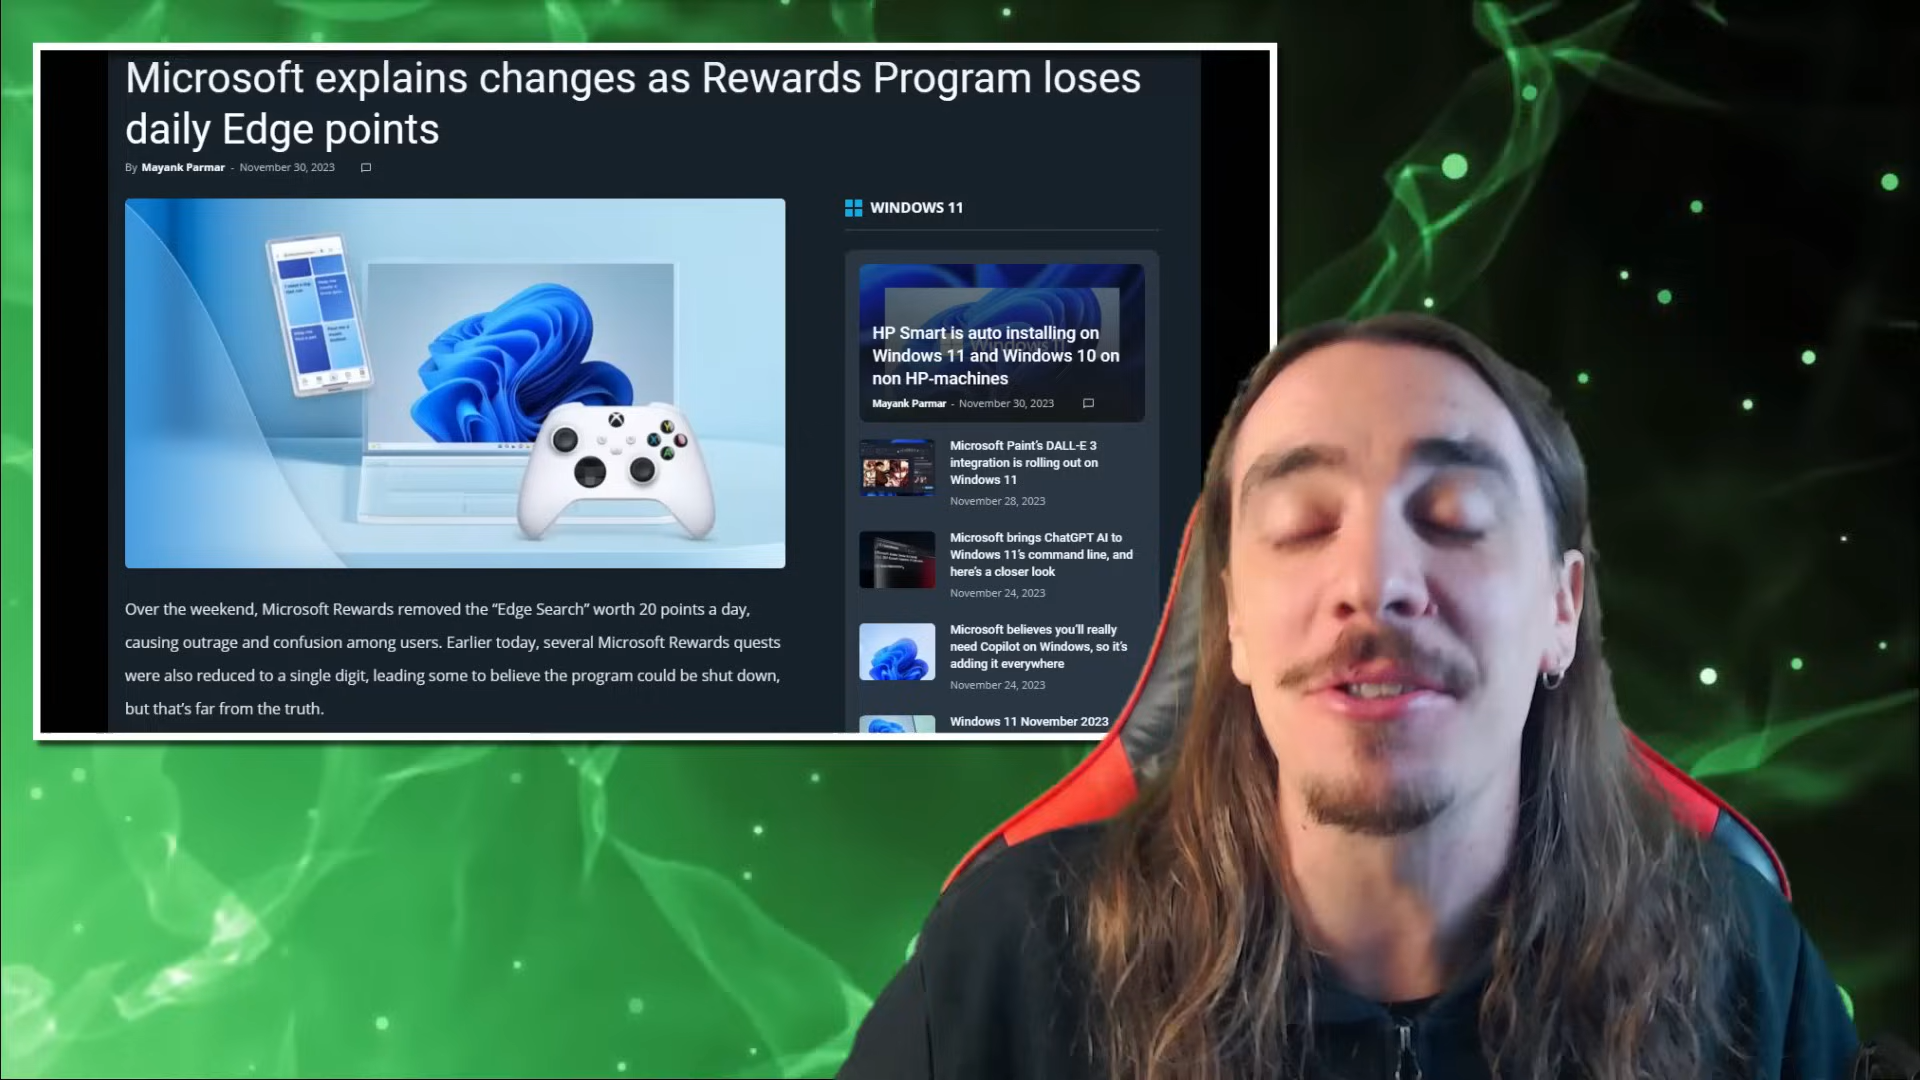 Microsoft explains changes as Rewards Program loses
daily Edge points
By Mayank Parmar - November 30, 2023
WINDOWS 11
HP Smart is auto installing on
Windows 11 and Windows 10 on
non HP-machines
Mayank Parmar - November 30, 2023
Microsoft Paint’s DALL-E 3
integration is rolling out on
Windows 11
November 28, 2023
Microsoft brings ChatGPT AI to
Windows 11’s command line, and
here’s a closer look
November 24, 2023
Microsoft believes you’ll really
need Copilot on Windows, so it’s
adding it everywhere
November 24, 2023
Windows 11 November 2023
Over the weekend, Microsoft Rewards removed the “Edge Search” worth 20 points a day,
causing outrage and confusion among users. Earlier today, several Microsoft Rewards quests
were also reduced to a single digit, leading some to believe the program could be shut down,
but that’s far from the truth.